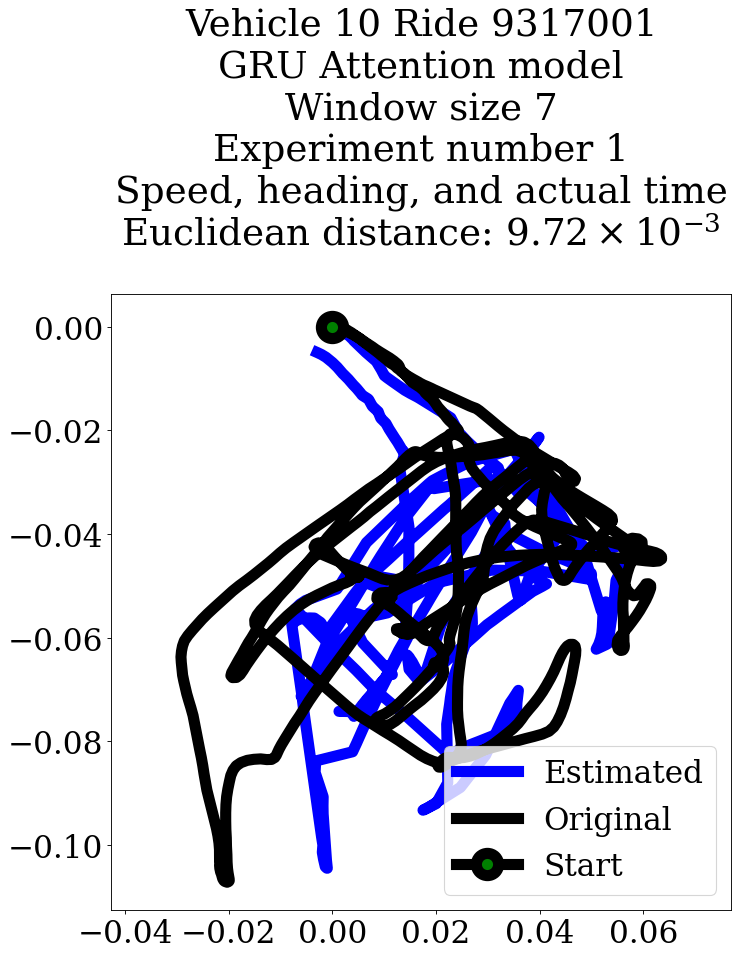 Vehicle 10 Ride 9317001
GRU Attention model
Window size 7
Experiment number 1
Speed, heading, and actual time
Euclidean distance: 9.72 × 10⁻³
0.00
−0.02
−0.04
−0.06
−0.08
−0.10
Estimated
Original
Start
−0.04 −0.02 0.00 0.02 0.04 0.06